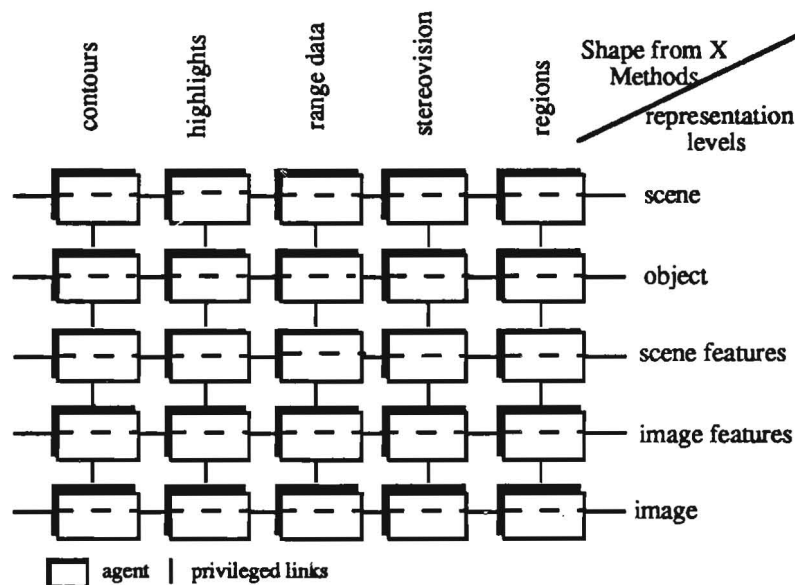 contours
highlights
range data
stereovision
regions
Shape from X
Methods
representation
levels
scene
object
scene features
image features
image
agent
privileged links